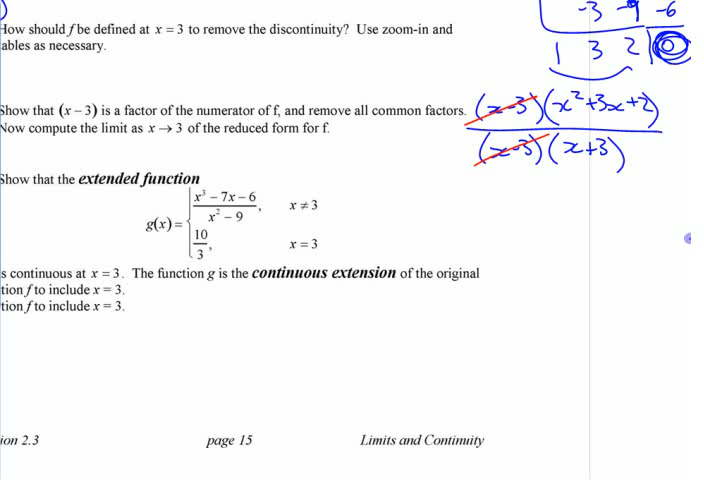 )
-3 -9 -6
How should f be defined at x = 3 to remove the discontinuity? Use zoom-in and
ables as necessary.
1 3 2 0
Show that (x − 3) is a factor of the numerator of f, and remove all common factors.
Now compute the limit as x → 3 of the reduced form for f.
(x-3)(x²+3x+2)
(x-3)(x+3)
Show that the extended function
g(x) = { x³ − 7x − 6 / x² − 9, x ≠ 3
10/3, x = 3
s continuous at x = 3. The function g is the continuous extension of the original
tion f to include x = 3.
tion f to include x = 3.
ion 2.3 page 15 Limits and Continuity